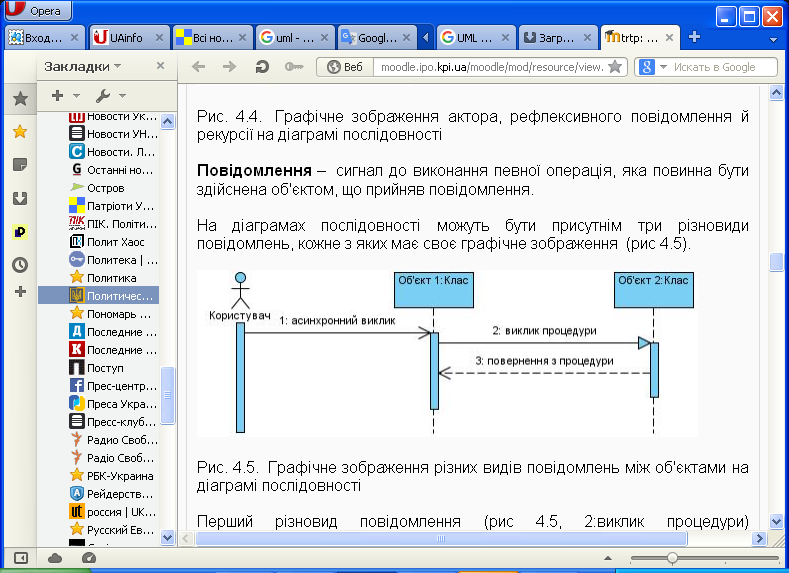 Opera
Вход...
UAinfo
Всі но...
uml - ...
Googl...
UML ...
Загр...
trtp: ...
Закладки
Веб
moodle.ipo.kpi.ua/moodle/mod/resource/view.
Искать в Google
Новости Ук...
Новости УН...
Новости. Л...
Останні но...
Остров
Патріоти У...
ПІК. Політи...
Полит Хаос
Политека | ...
Политика
Политичес...
Пономарь ...
Последние ...
Последние ...
Поступ
Прес-центр...
Преса Укра...
Пресс-клуб...
Радио Своб...
Радіо Своб...
РБК-Украина
Рейдерств...
россия | UK...
Русский Ев...
Рис. 4.4. Графічне зображення актора, рефлексивного повідомлення й
рекурсії на діаграмі послідовності
Повідомлення – сигнал до виконання певної операція, яка повинна бути
здійснена об'єктом, що прийняв повідомлення.
На діаграмах послідовності можуть бути присутнім три різновиди
повідомлень, кожне з яких має своє графічне зображення (рис 4.5).
Об'єкт 1:Клас
Об'єкт 2:Клас
Користувач
1: асинхронний виклик
2: виклик процедури
3: повернення з процедури
Рис. 4.5. Графічне зображення різних видів повідомлень між об'єктами на
діаграмі послідовності
Перший різновид повідомлення (рис 4.5, 2:виклик процедури)